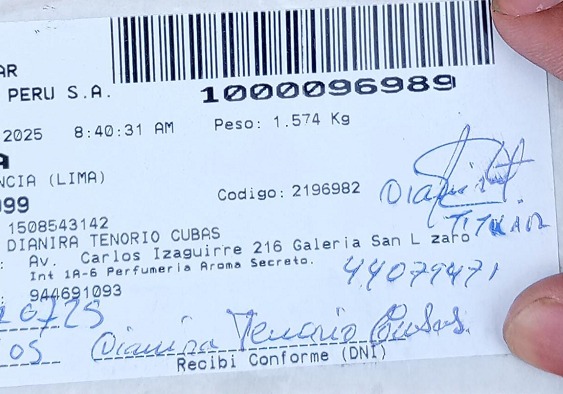 AR
PERU S.A.
1000096989
2025 8:40:31 AM Peso: 1.574 Kg
A
NCIA (LIMA)
99
Codigo: 2196982
1508543142
DIANIRA TENORIO CUBAS
: Av. Carlos Izaguirre 216 Galeria San L zaro
Int 1A-6 Perfumeria Aroma Secreto.
: 944691093
TITULAR
44079471
Dianira Tenorio Cubas.
Recibi Conforme (DNI)